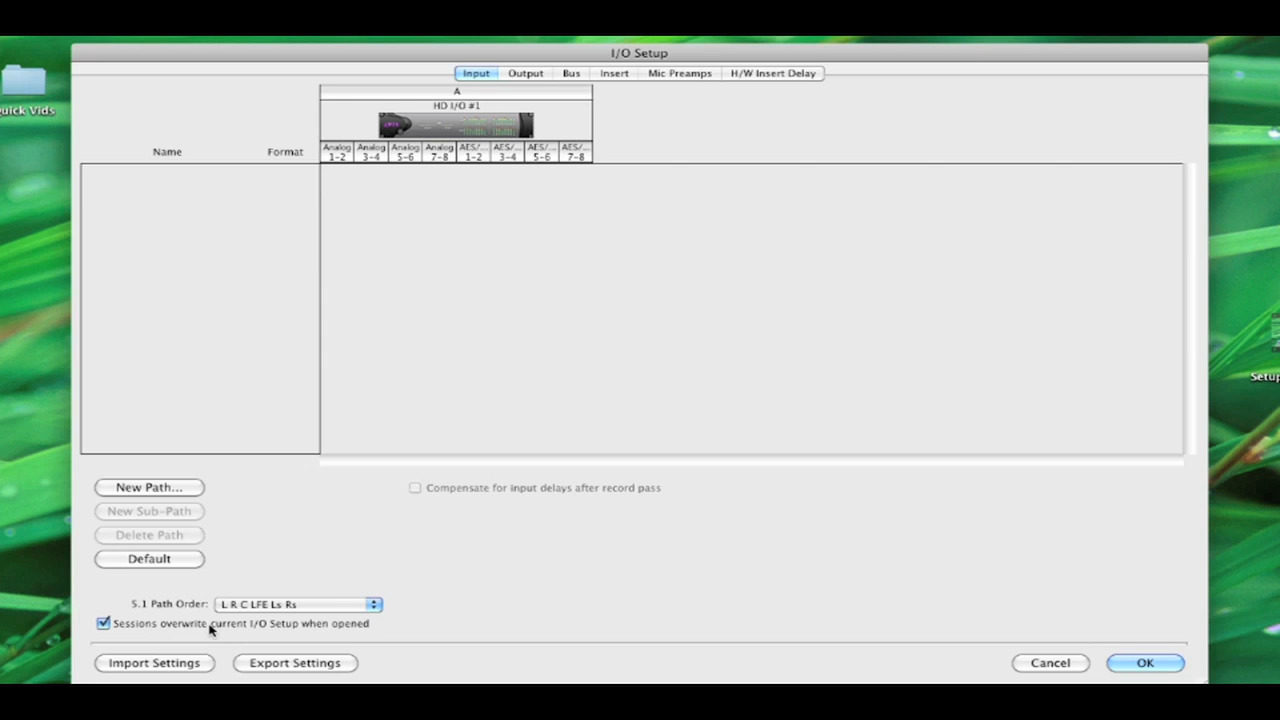 I/O Setup
Input Output Bus Insert Mic Preamps H/W Insert Delay
Quick Vids
A
HD I/O #1
Name Format
Analog 1-2 Analog 3-4 Analog 5-6 Analog 7-8 AES/... 1-2 AES/... 3-4 AES/... 5-6 AES/... 7-8
Setup
New Path... Compensate for input delays after record pass
New Sub-Path
Delete Path
Default
5.1 Path Order: L R C LFE Ls Rs
Sessions overwrite current I/O Setup when opened
Import Settings Export Settings Cancel OK